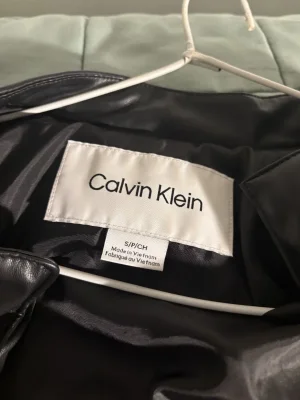 Calvin Klein
S/P/CH
Made in Vietnam
Fabriqué au Vietnam